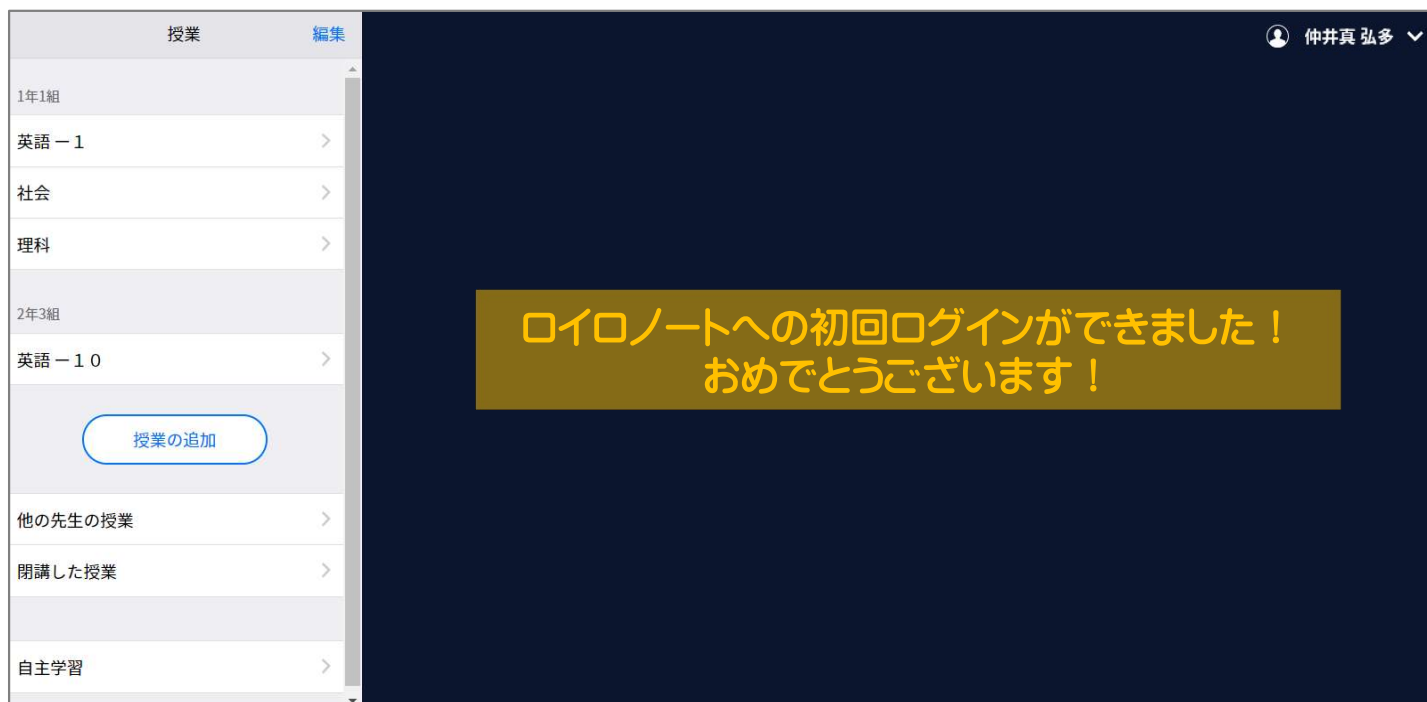 授業 編集
仲井真 弘多
1年1組
英語 － 1
社会
理科
2年3組
英語 － 1 0
授業の追加
他の先生の授業
閉講した授業
自主学習
ロイロノートへの初回ログインができました！
おめでとうございます！